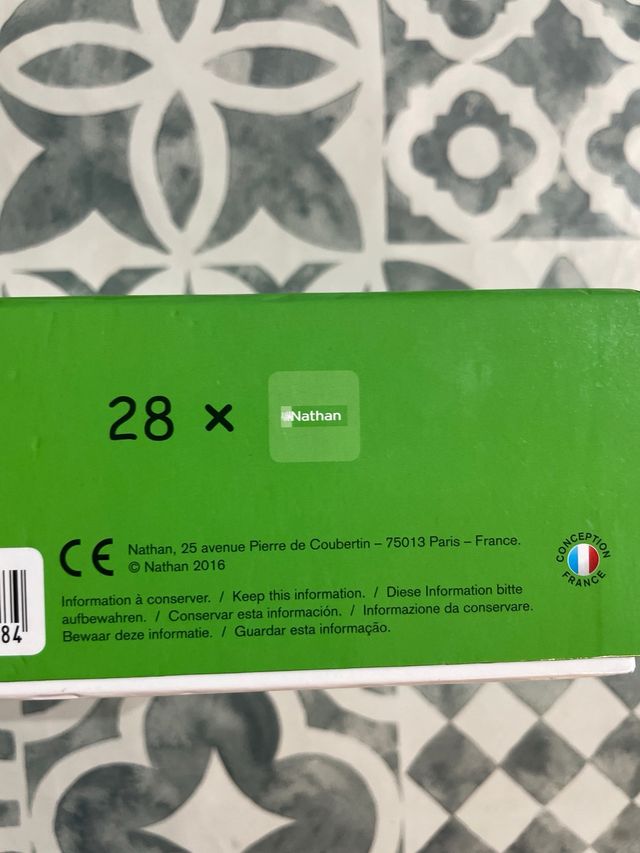 28 ×
Nathan
CE Nathan, 25 avenue Pierre de Coubertin – 75013 Paris – France.
© Nathan 2016
CONCEPTION
FRANCE
Information à conserver. / Keep this information. / Diese Information bitte
aufbewahren. / Conservar esta información. / Informazione da conservare.
Bewaar deze informatie. / Guardar esta informação.
84